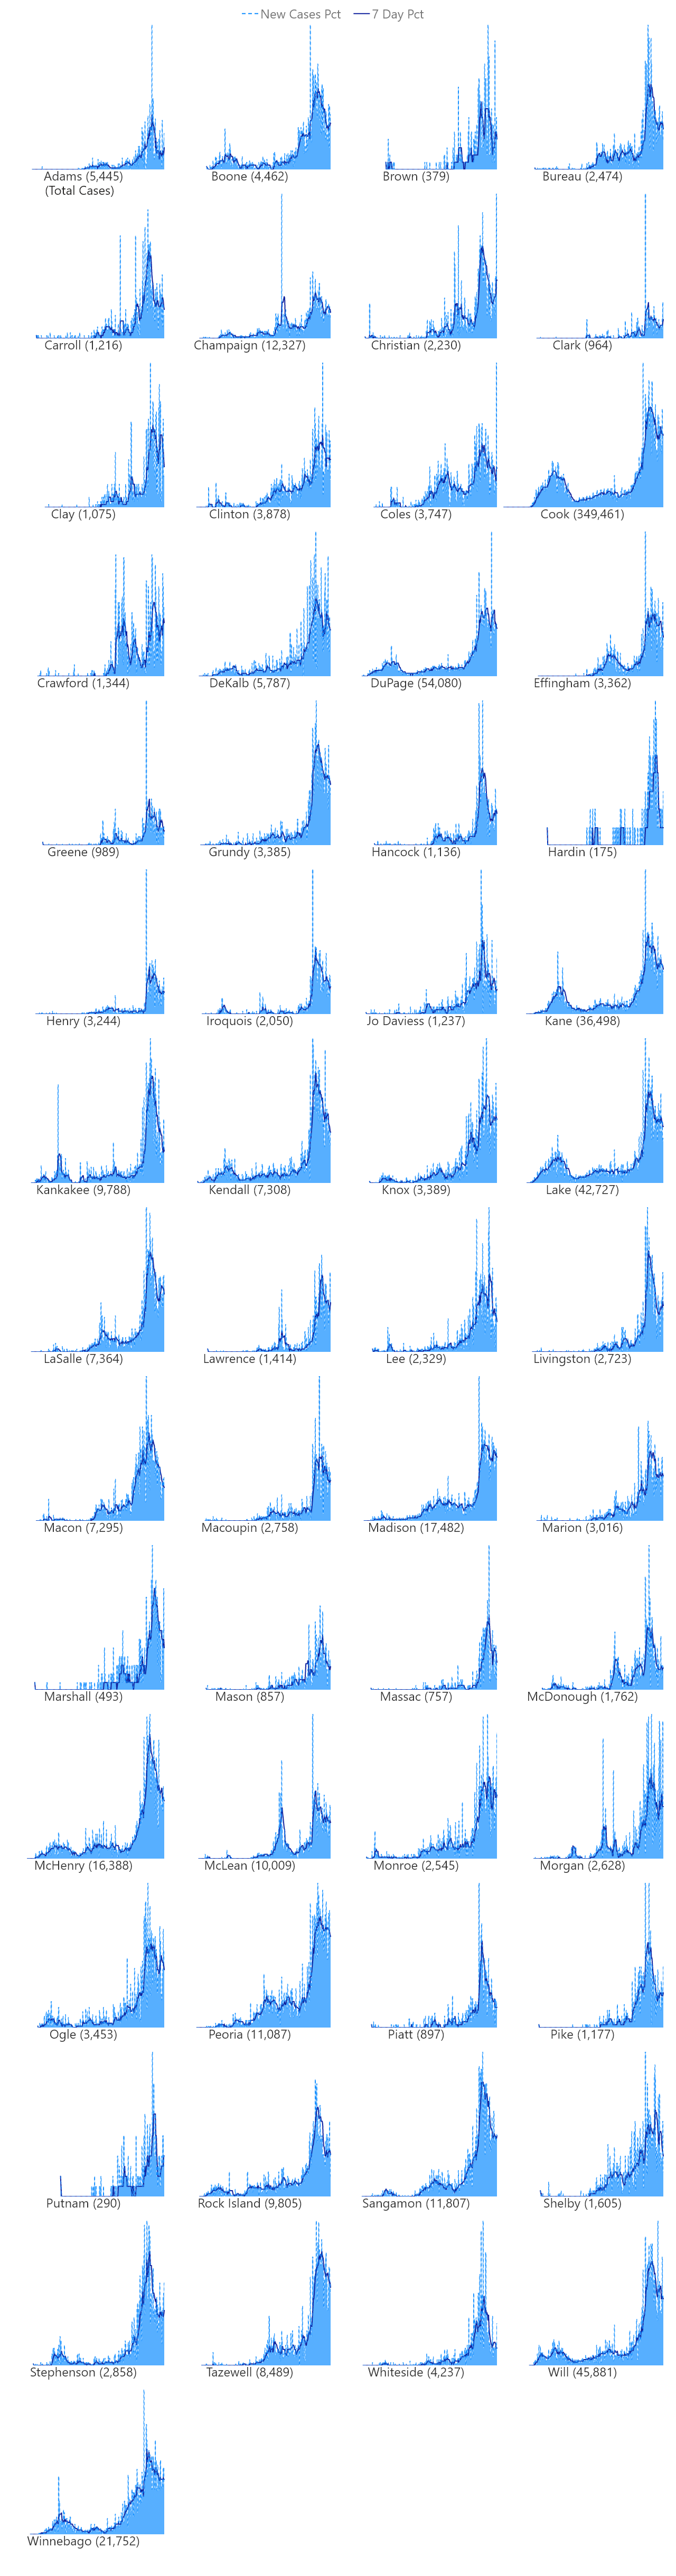 New Cases Pct 7 Day Pct
Adams (5,445) Boone (4,462) Brown (379) Bureau (2,474)
(Total Cases)
Carroll (1,216) Champaign (12,327) Christian (2,230) Clark (964)
Clay (1,075) Clinton (3,878) Coles (3,747) Cook (349,461)
Crawford (1,344) DeKalb (5,787) DuPage (54,080) Effingham (3,362)
Greene (989) Grundy (3,385) Hancock (1,136) Hardin (175)
Henry (3,244) Iroquois (2,050) Jo Daviess (1,237) Kane (36,498)
Kankakee (9,788) Kendall (7,308) Knox (3,389) Lake (42,727)
LaSalle (7,364) Lawrence (1,414) Lee (2,329) Livingston (2,723)
Macon (7,295) Macoupin (2,758) Madison (17,482) Marion (3,016)
Marshall (493) Mason (857) Massac (757) McDonough (1,762)
McHenry (16,388) McLean (10,009) Monroe (2,545) Morgan (2,628)
Ogle (3,453) Peoria (11,087) Piatt (897) Pike (1,177)
Putnam (290) Rock Island (9,805) Sangamon (11,807) Shelby (1,605)
Stephenson (2,858) Tazewell (8,489) Whiteside (4,237) Will (45,881)
Winnebago (21,752)